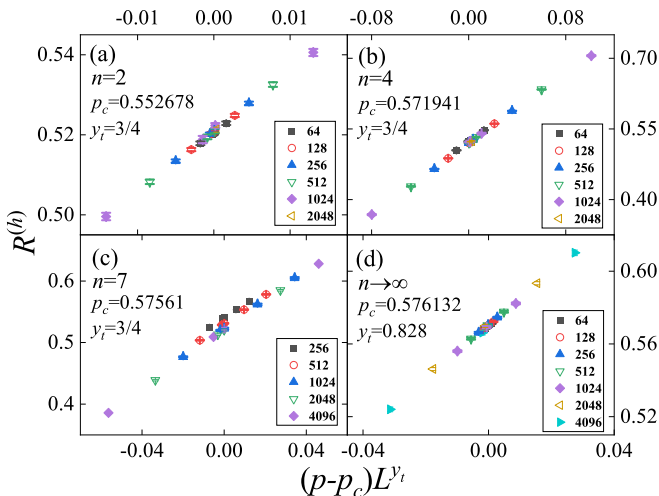 -0.01 0.00 0.01 -0.08 0.00 0.08
(a)
n=2
p_c=0.552678
y_t=3/4
0.54
0.52
0.50
64
128
256
512
1024
2048
(b)
n=4
p_c=0.571941
y_t=3/4
0.70
0.55
0.40
64
128
256
512
1024
2048
R^(h)
(c)
n=7
p_c=0.57561
y_t=3/4
0.6
0.5
0.4
256
512
1024
2048
4096
(d)
n→∞
p_c=0.576132
y_t=0.828
0.60
0.56
0.52
64
128
256
512
1024
2048
4096
-0.04 0.00 0.04 -0.04 0.00 0.04
(p-p_c)L^{y_t}